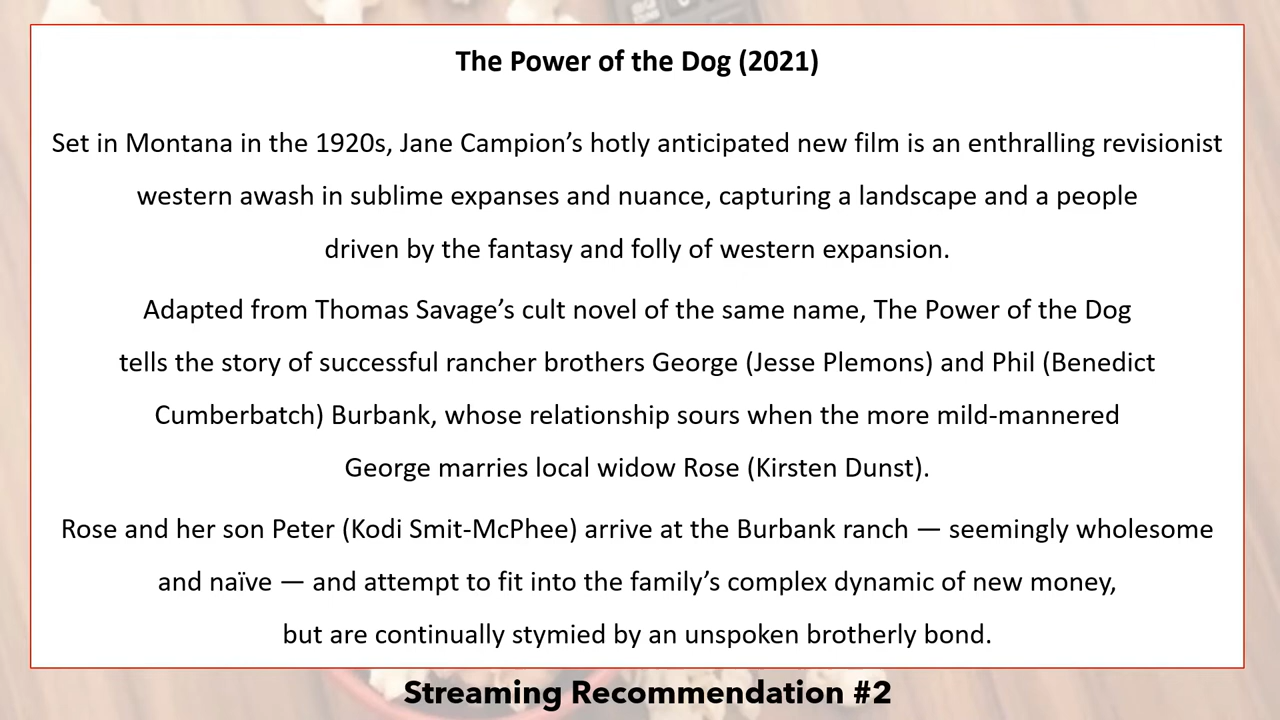 The Power of the Dog (2021)
Set in Montana in the 1920s, Jane Campion’s hotly anticipated new film is an enthralling revisionist
western awash in sublime expanses and nuance, capturing a landscape and a people
driven by the fantasy and folly of western expansion.
Adapted from Thomas Savage’s cult novel of the same name, The Power of the Dog
tells the story of successful rancher brothers George (Jesse Plemons) and Phil (Benedict
Cumberbatch) Burbank, whose relationship sours when the more mild-mannered
George marries local widow Rose (Kirsten Dunst).
Rose and her son Peter (Kodi Smit-McPhee) arrive at the Burbank ranch — seemingly wholesome
and naïve — and attempt to fit into the family’s complex dynamic of new money,
but are continually stymied by an unspoken brotherly bond.
Streaming Recommendation #2